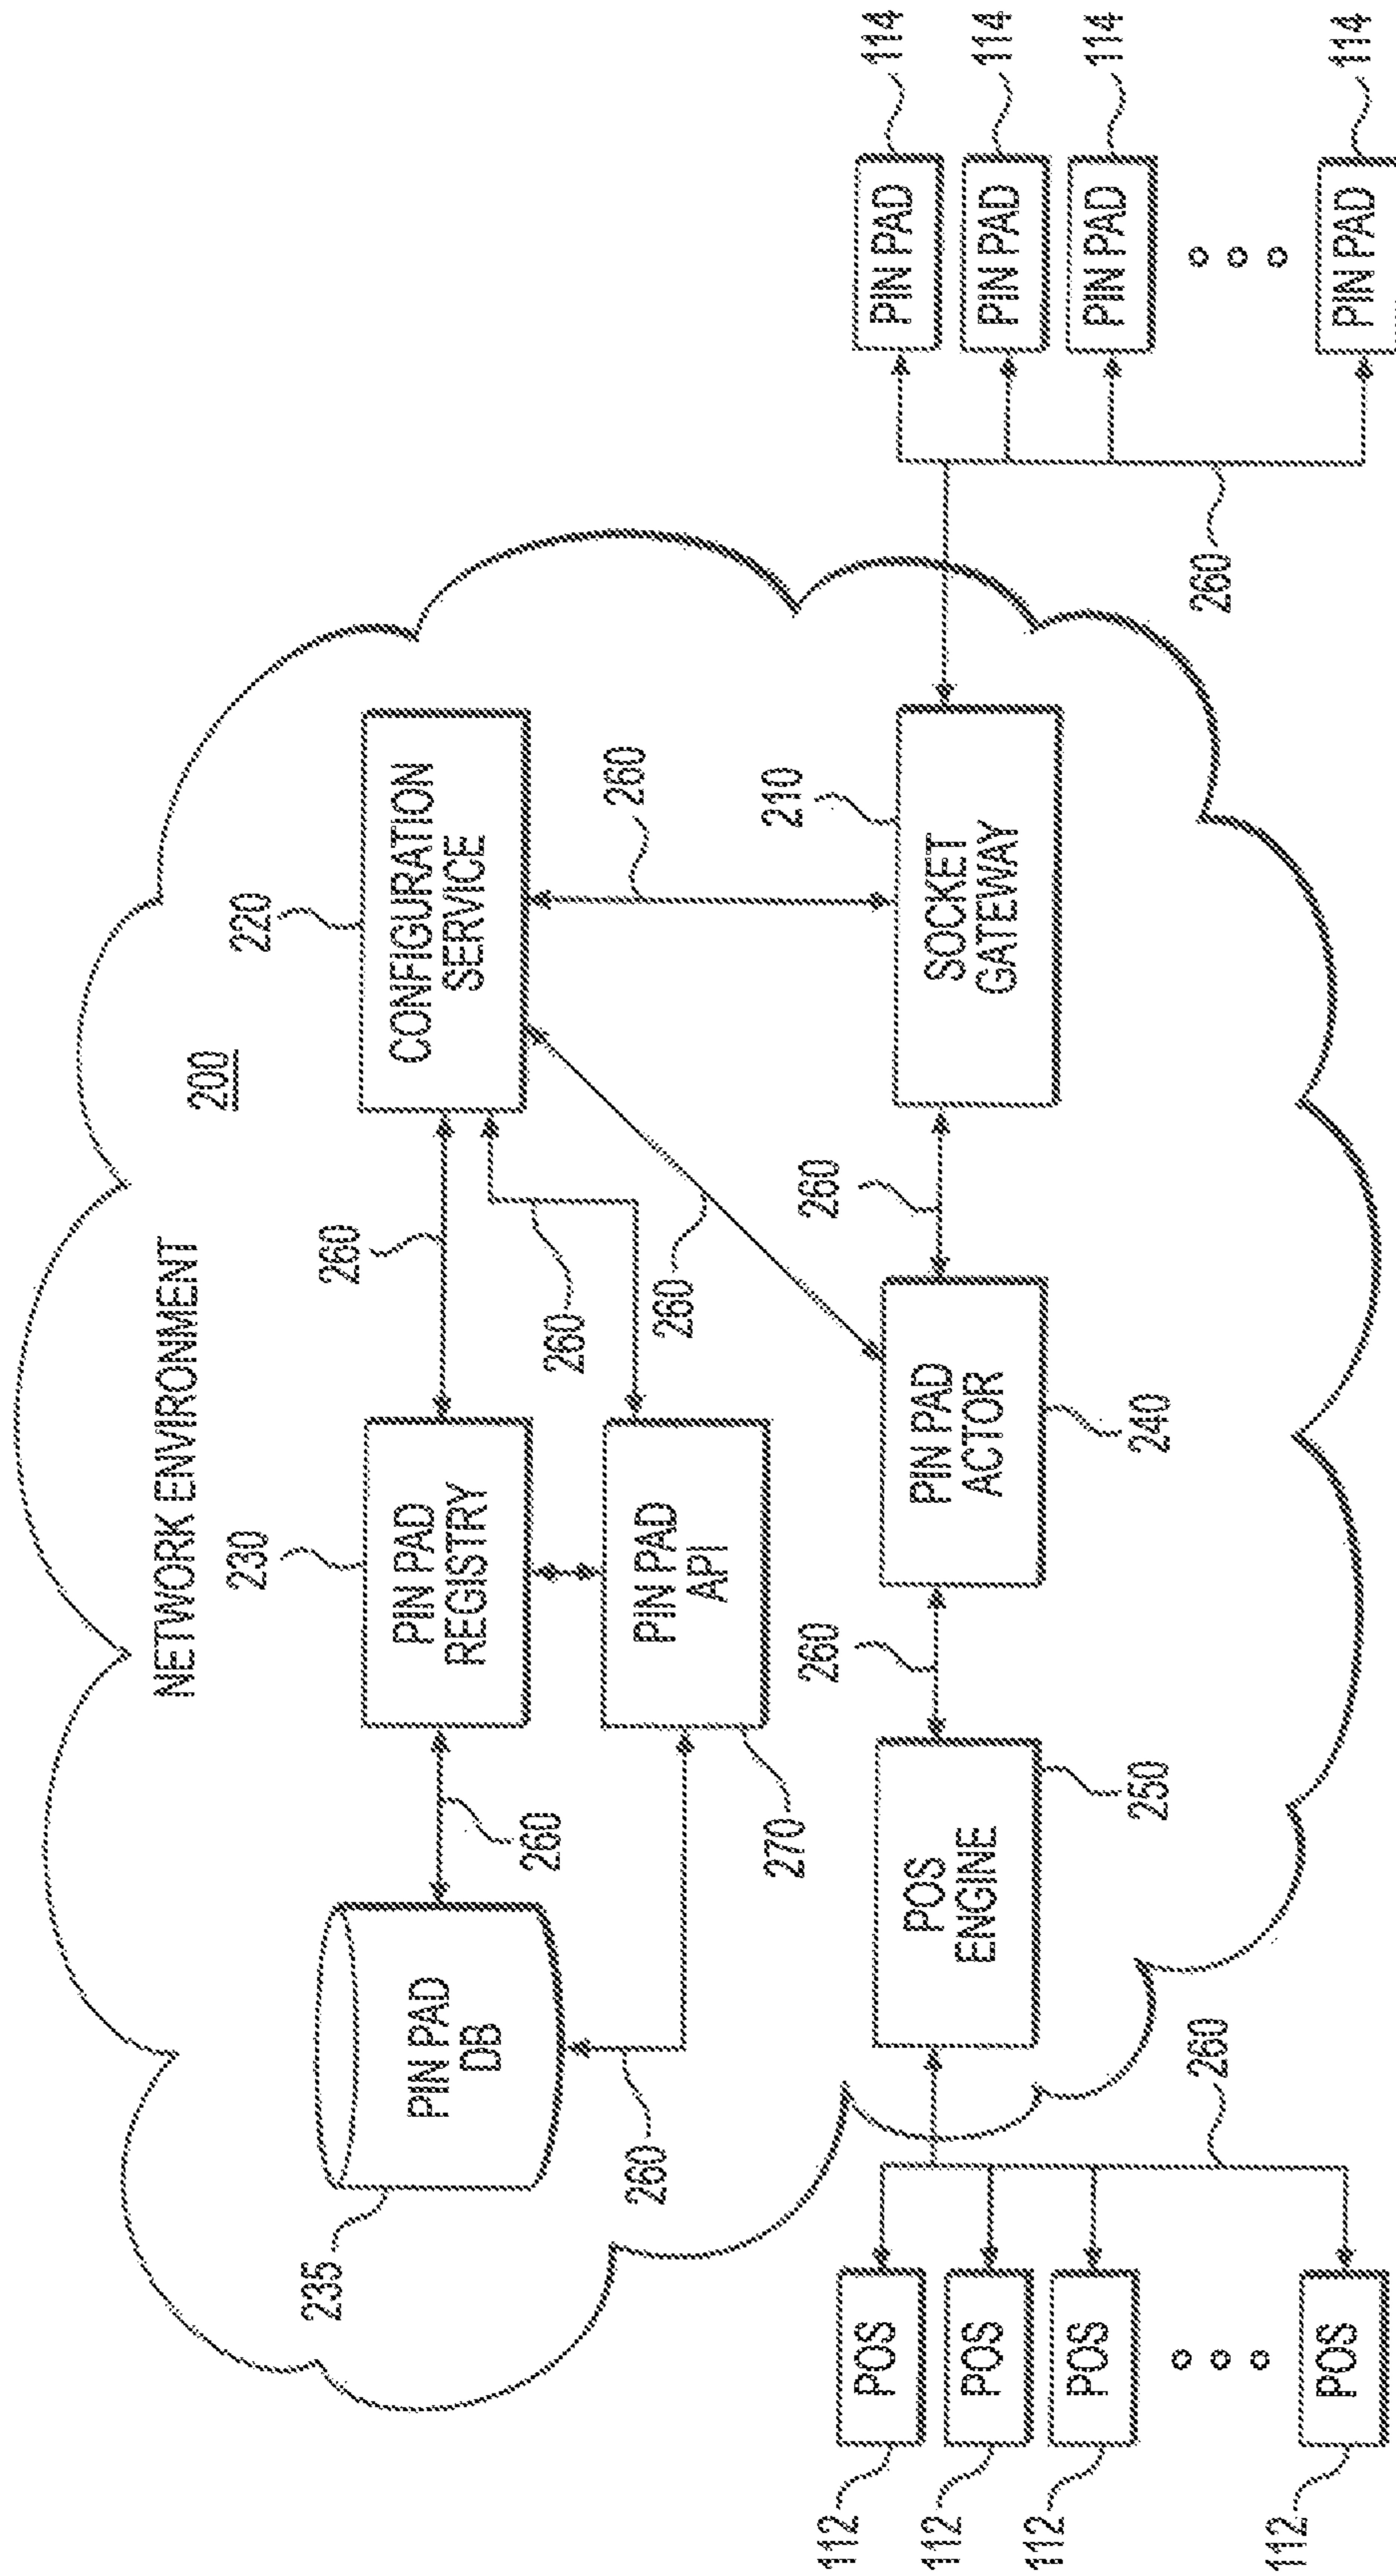 NETWORK ENVIRONMENT
200
235
PIN PAD
DB
260
230
PIN PAD
REGISTRY
260
220
CONFIGURATION
SERVICE
260
260
260
260
PIN PAD
API
270
POS
ENGINE
250
260
PIN PAD
ACTOR
240
260
SOCKET
GATEWAY
210
112
POS
112
POS
112
POS
112
POS
260
PIN PAD
114
PIN PAD
114
PIN PAD
114
PIN PAD
114
260